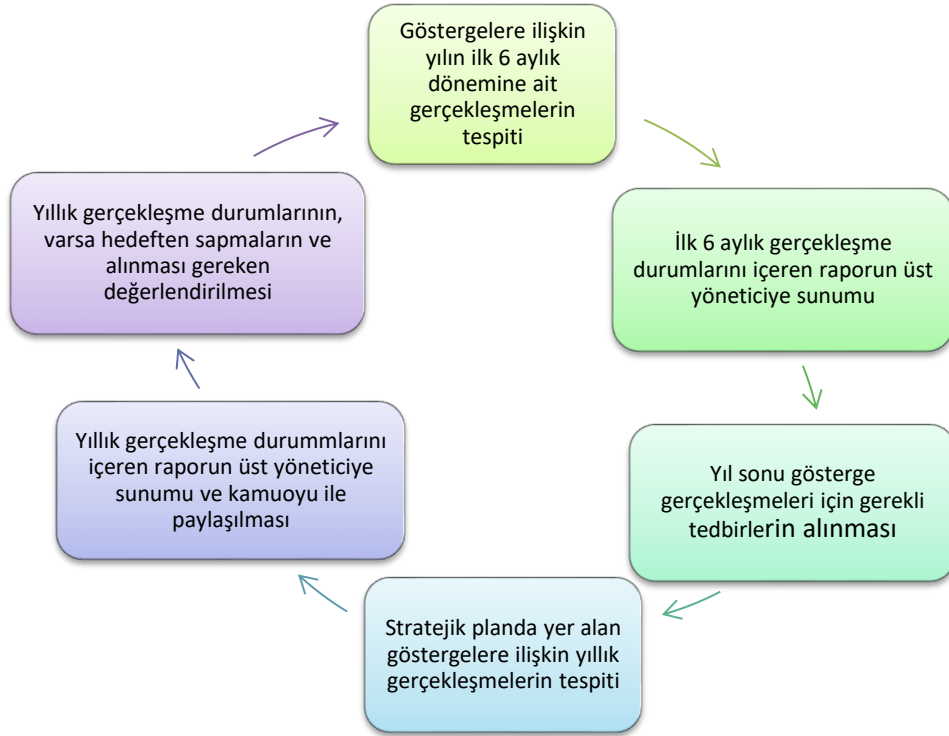 Göstergelere ilişkin
yılın ilk 6 aylık
dönemine ait
gerçekleşmelerin
tespiti
İlk 6 aylık gerçekleşme
durumlarını içeren raporun üst
yöneticiye sunumu
Yıl sonu gösterge
gerçekleşmeleri için gerekli
tedbirlerin alınması
Stratejik planda yer alan
göstergelere ilişkin yıllık
gerçekleşmelerin tespiti
Yıllık gerçekleşme durummlarını
içeren raporun üst yöneticiye
sunumu ve kamuoyu ile
paylaşılması
Yıllık gerçekleşme durumlarının,
varsa hedeften sapmaların ve
alınması gereken
değerlendirilmesi